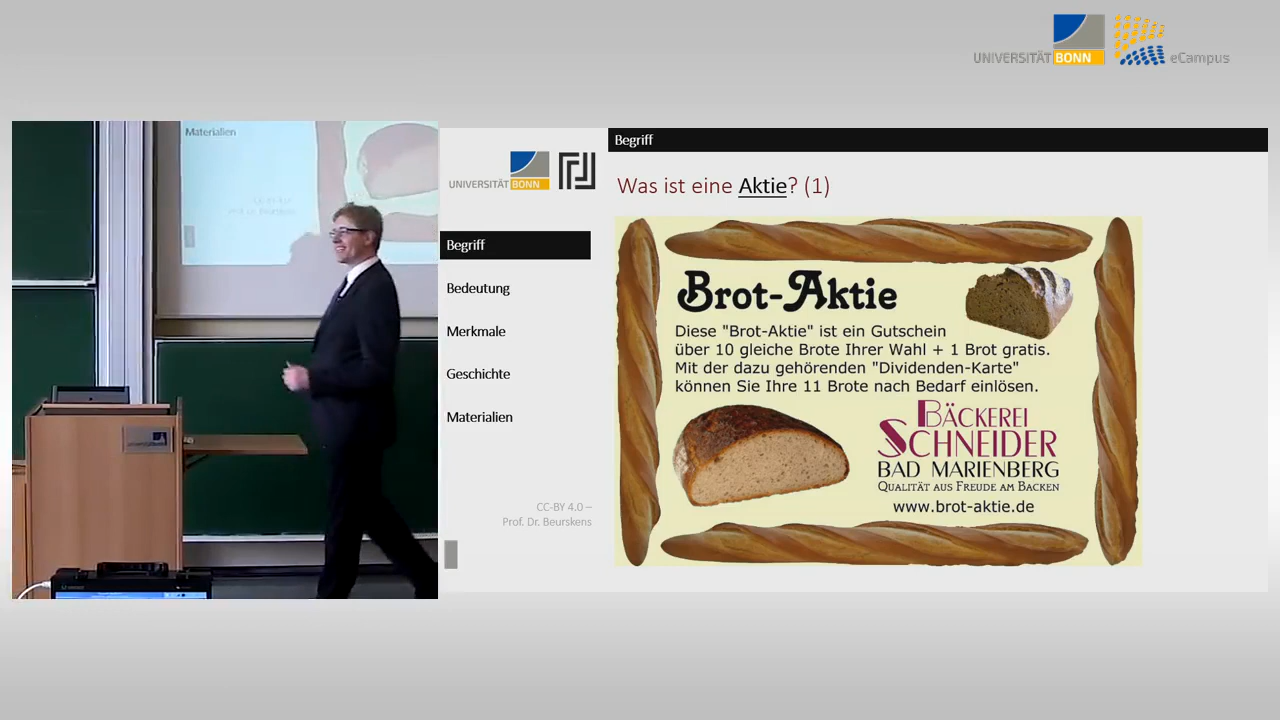 UNIVERSITÄT BONN
eCampus
Materialien
UNIVERSITÄT BONN
Begriff
Bedeutung
Merkmale
Geschichte
Materialien
CC-BY 4.0 –
Prof. Dr. Beurskens
Begriff
Was ist eine Aktie? (1)
Brot-Aktie
Diese "Brot-Aktie" ist ein Gutschein
über 10 gleiche Brote Ihrer Wahl + 1 Brot gratis.
Mit der dazu gehörenden "Dividenden-Karte"
können Sie Ihre 11 Brote nach Bedarf einlösen.
BÄCKEREI
SCHNEIDER
BAD MARIENBERG
QUALITÄT AUS FREUDE AM BACKEN
www.brot-aktie.de